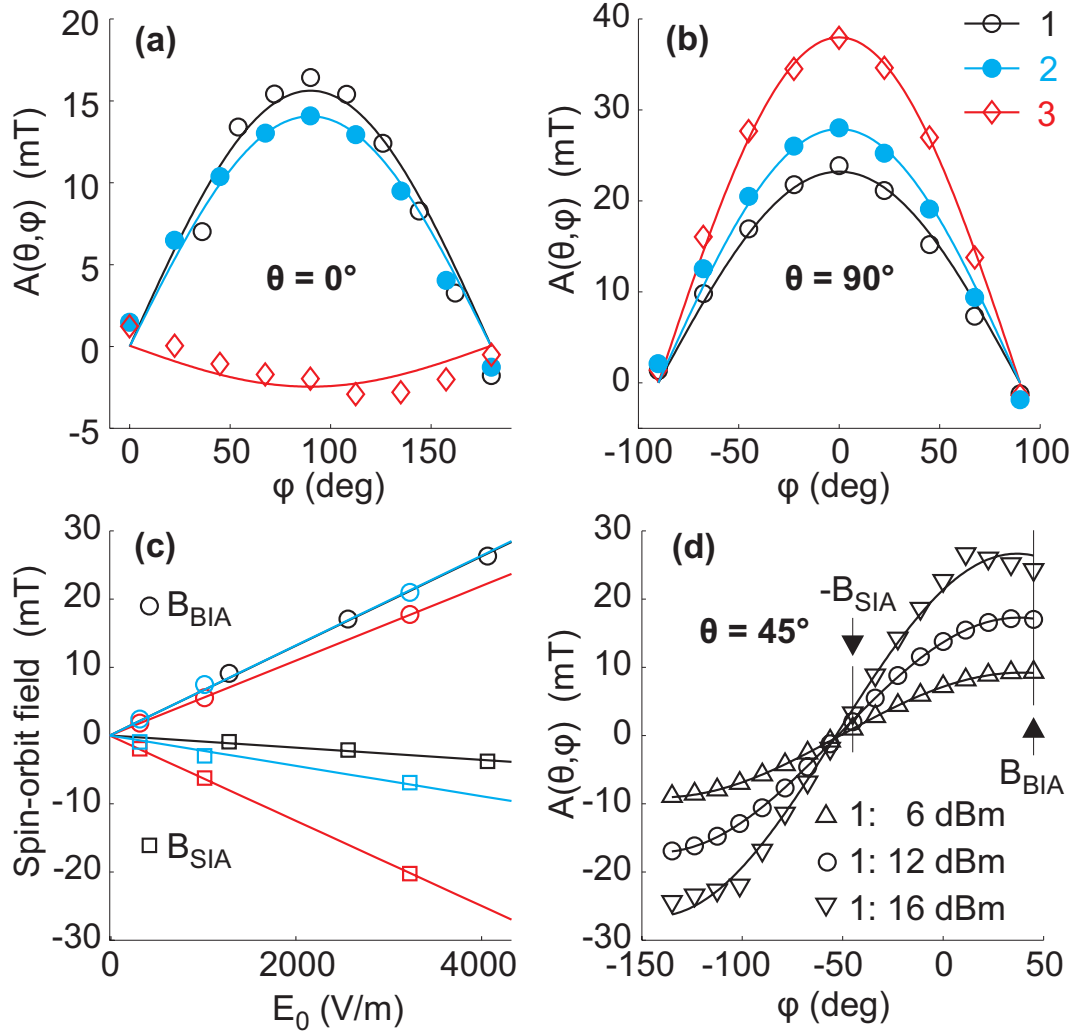 (a)
20
15
10
5
0
-5
A(θ,φ) (mT)
θ = 0°
0
50
100
150
φ (deg)
(b)
40
30
20
10
0
A(θ,φ) (mT)
θ = 90°
1
2
3
-100
-50
0
50
100
φ (deg)
(c)
30
20
10
0
-10
-20
-30
Spin-orbit field (mT)
B_BIA
B_SIA
0
2000
4000
E_0 (V/m)
(d)
30
20
10
0
-10
-20
-30
A(θ,φ) (mT)
-B_SIA
θ = 45°
B_BIA
1: 6 dBm
1: 12 dBm
1: 16 dBm
-150
-100
-50
0
50
φ (deg)